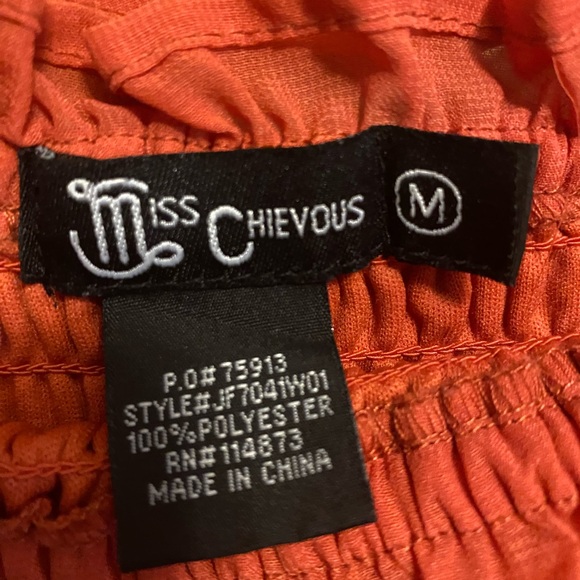 MISS CHIEVOUS M
P.O# 75913
STYLE#JF7041W01
100%POLYESTER
RN# 114873
MADE IN CHINA